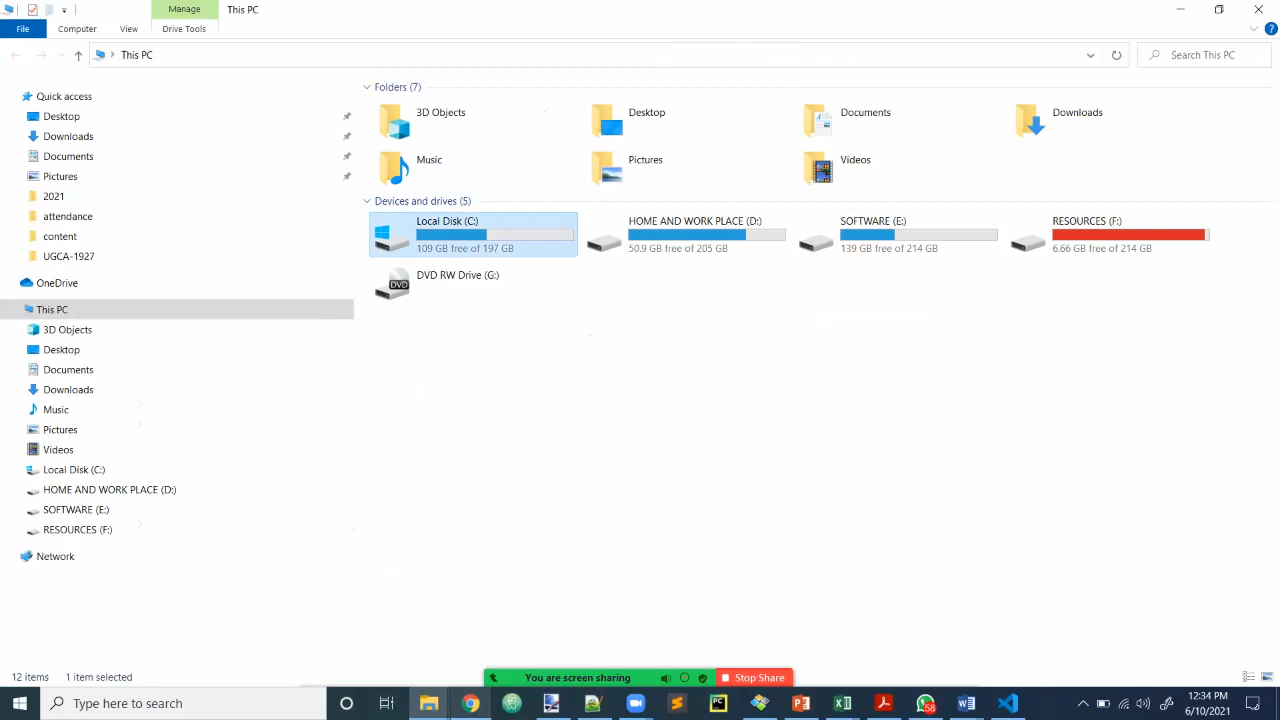 Manage
This PC
File
Computer
View
Drive Tools
This PC
Search This PC
Quick access
Desktop
Downloads
Documents
Pictures
2021
attendance
content
UGCA-1927
OneDrive
This PC
3D Objects
Desktop
Documents
Downloads
Music
Pictures
Videos
Local Disk (C:)
HOME AND WORK PLACE (D:)
SOFTWARE (E:)
RESOURCES (F:)
Network
Folders (7)
3D Objects
Desktop
Documents
Downloads
Music
Pictures
Videos
Devices and drives (5)
Local Disk (C:)
109 GB free of 197 GB
HOME AND WORK PLACE (D:)
50.9 GB free of 205 GB
SOFTWARE (E:)
139 GB free of 214 GB
RESOURCES (F:)
6.66 GB free of 214 GB
DVD
DVD RW Drive (G:)
12 items
1 item selected
You are screen sharing
Stop Share
Type here to search
PC
58
12:34 PM
6/10/2021